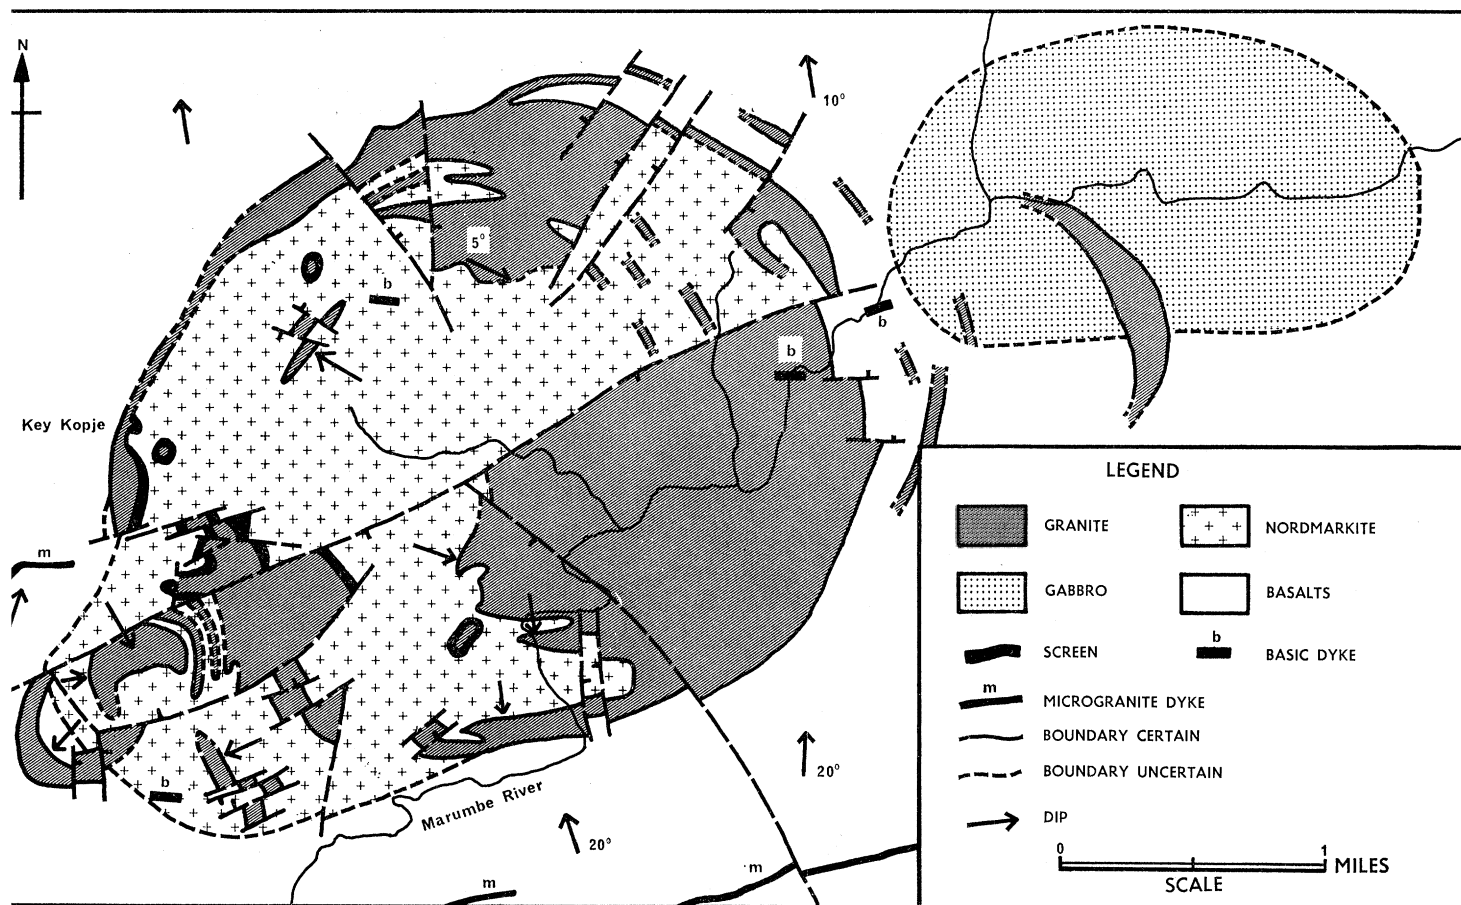 N
10°
5°
b
b
b
Key Kopje
m
b
Marumbe River
20°
20°
m
m
LEGEND
GRANITE
NORDMARKITE
GABBRO
BASALTS
SCREEN
b
BASIC DYKE
m
MICROGRANITE DYKE
BOUNDARY CERTAIN
BOUNDARY UNCERTAIN
DIP
0 1
MILES
SCALE